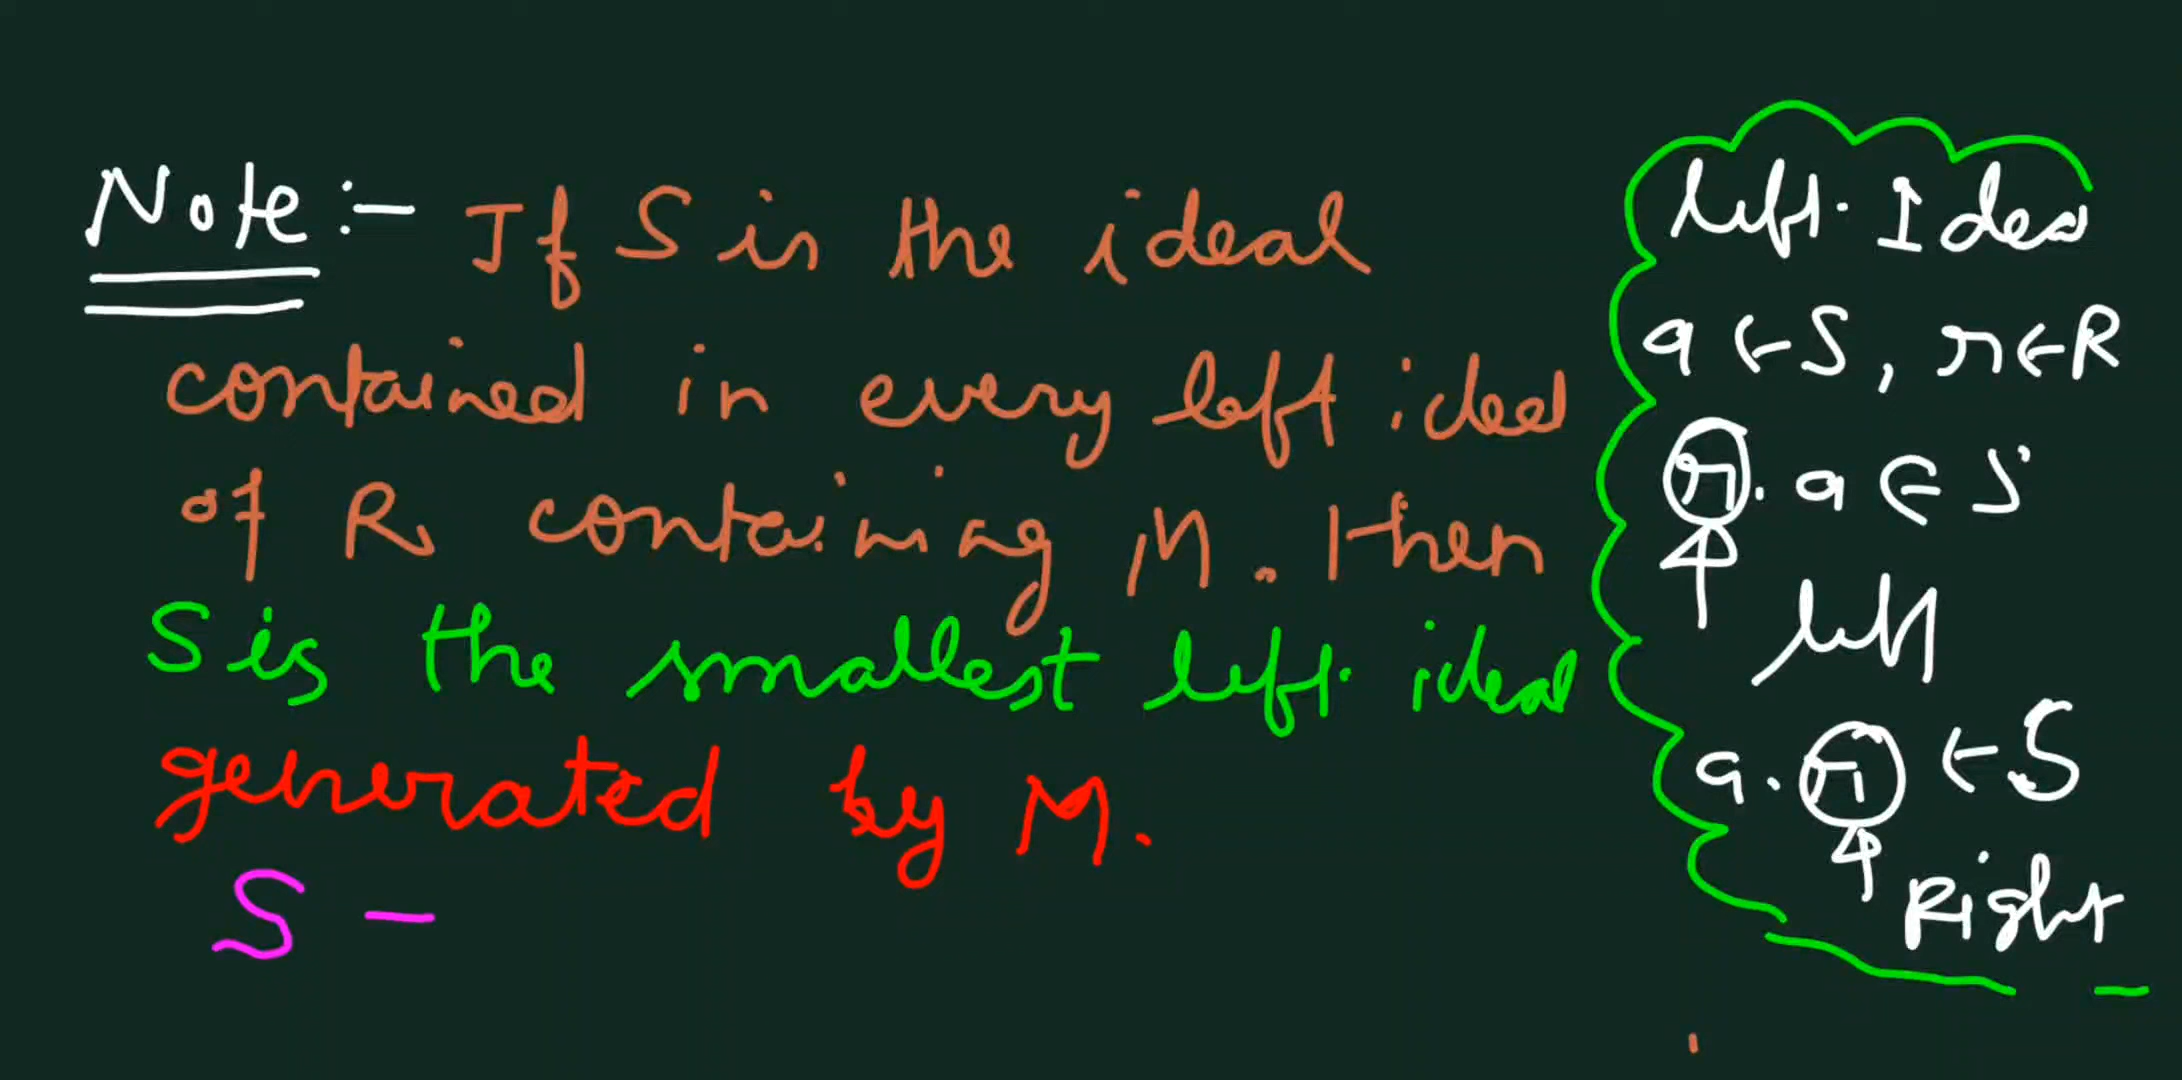 Note :- If S is the ideal
contained in every left ideal
of R containing M. Then
S is the smallest left ideal
generated by M.
S -
left. Idea
a ∈ S, r ∈ R
r. a ∈ S
left
a. r ∈ S
Right